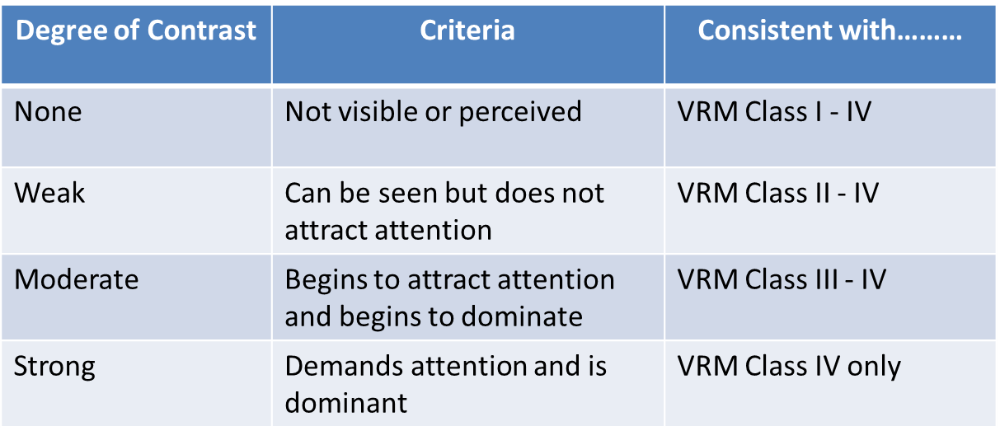 Degree of Contrast Criteria Consistent with………
None Not visible or perceived VRM Class I - IV
Weak Can be seen but does not VRM Class II - IV
attract attention
Moderate Begins to attract attention VRM Class III - IV
and begins to dominate
Strong Demands attention and is VRM Class IV only
dominant